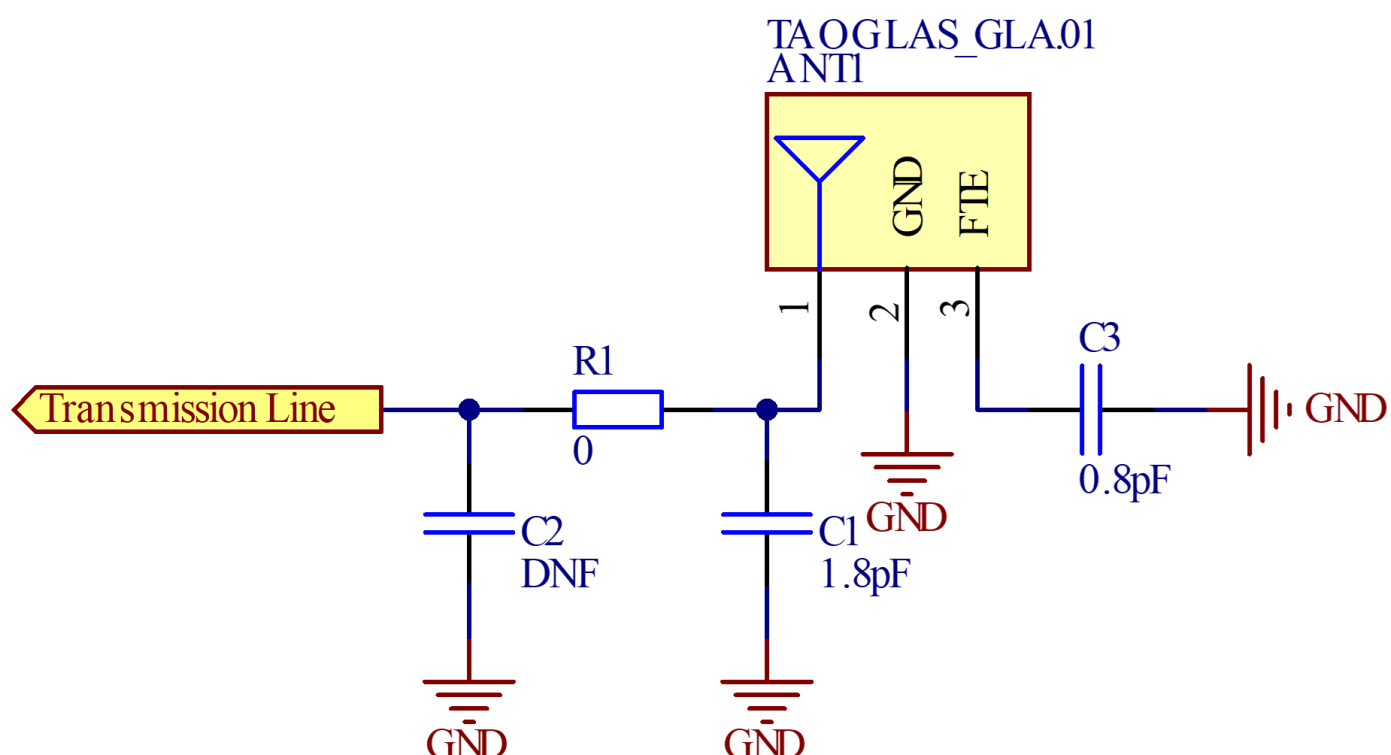 TAOGLAS_GLA.01
ANT1
GND
FTE
1
2
3
C3
0.8pF
GND
R1
0
Transmission Line
GND
C2
DNF
C1
1.8pF
GND
GND